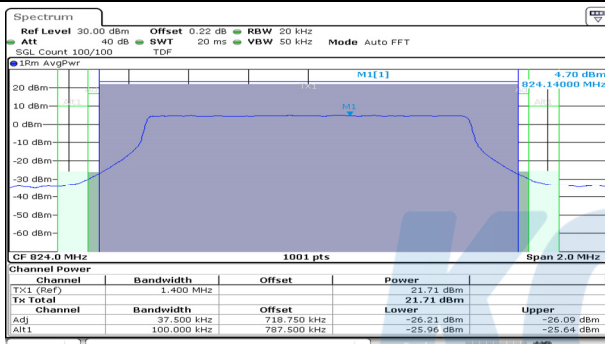 Spectrum
Ref Level 30.00 dBm Offset 0.22 dB RBW 20 kHz
Att 40 dB SWT 20 ms VBW 50 kHz Mode Auto FFT
SGL Count 100/100 TDF
1Rm AvgPwr
M1[1] 4.70 dBm
824.14000 MHz
20 dBm
TX1
Alt1
Alt1
10 dBm
M1
0 dBm
-10 dBm
-20 dBm
-30 dBm
-40 dBm
-50 dBm
-60 dBm
CF 824.0 MHz 1001 pts Span 2.0 MHz
Channel Power
Channel Bandwidth Offset Power
TX1 (Ref) 1.400 MHz 21.71 dBm
Tx Total 21.71 dBm
Channel Bandwidth Offset Lower Upper
Adj 37.500 kHz 718.750 kHz -26.21 dBm -26.09 dBm
Alt1 100.000 kHz 787.500 kHz -25.96 dBm -25.64 dBm